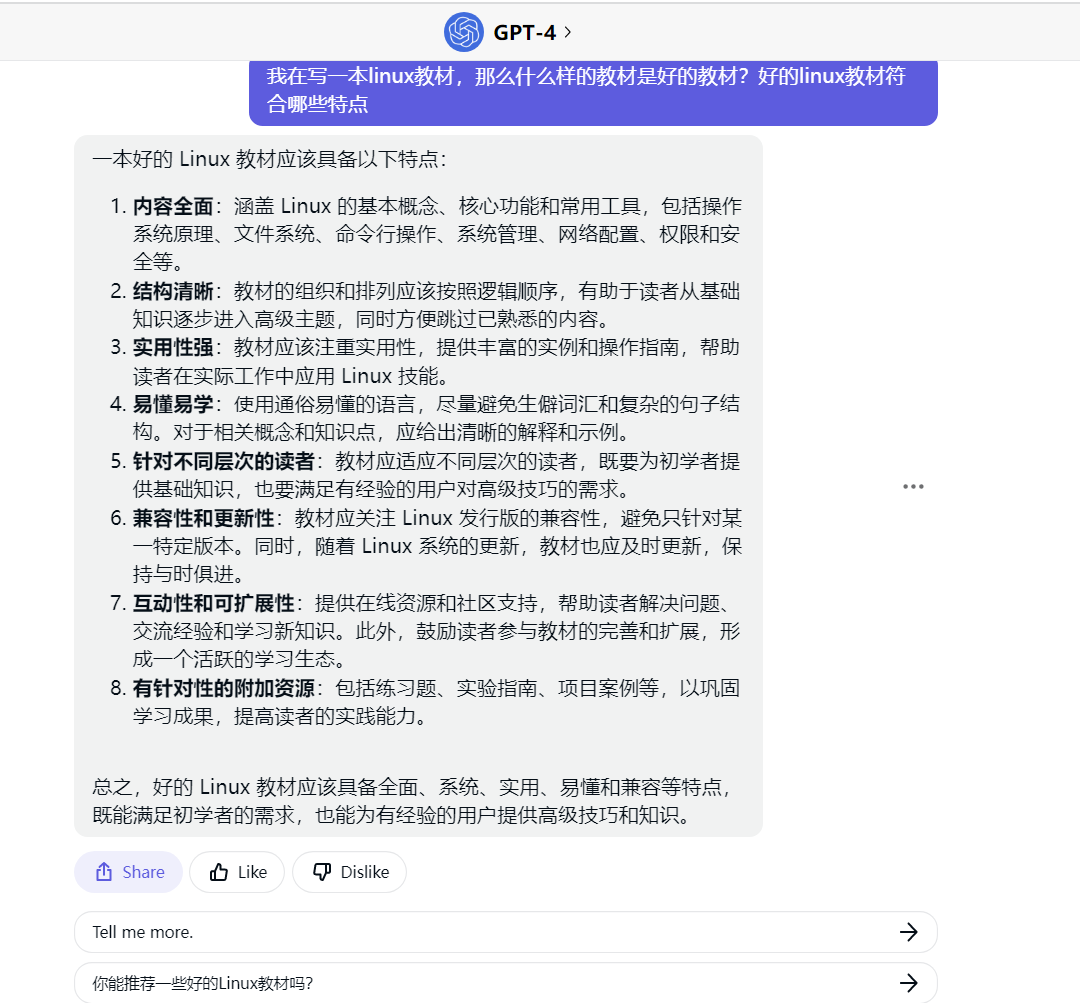 GPT-4
我在写一本linux教材，那么什么样的教材是好的教材？好的linux教材符
合哪些特点
一本好的 Linux 教材应该具备以下特点：
1. 内容全面：涵盖 Linux 的基本概念、核心功能和常用工具，包括操作
系统原理、文件系统、命令行操作、系统管理、网络配置、权限和安
全等。
2. 结构清晰：教材的组织和排列应该按照逻辑顺序，有助于读者从基础
知识逐步进入高级主题，同时方便跳过已熟悉的内容。
3. 实用性强：教材应该注重实用性，提供丰富的实例和操作指南，帮助
读者在实际工作中应用 Linux 技能。
4. 易懂易学：使用通俗易懂的语言，尽量避免生僻词汇和复杂的句子结
构。对于相关概念和知识点，应给出清晰的解释和示例。
5. 针对不同层次的读者：教材应适应不同层次的读者，既要为初学者提
供基础知识，也要满足有经验的用户对高级技巧的需求。
6. 兼容性和更新性：教材应关注 Linux 发行版的兼容性，避免只针对某
一特定版本。同时，随着 Linux 系统的更新，教材也应及时更新，保
持与时俱进。
7. 互动性和可扩展性：提供在线资源和社区支持，帮助读者解决问题、
交流经验和学习新知识。此外，鼓励读者参与教材的完善和扩展，形
成一个活跃的学习生态。
8. 有针对性的附加资源：包括练习题、实验指南、项目案例等，以巩固
学习成果，提高读者的实践能力。
总之，好的 Linux 教材应该具备全面、系统、实用、易懂和兼容等特点，
既能满足初学者的需求，也能为有经验的用户提供高级技巧和知识。
Share
Like
Dislike
Tell me more.
你能推荐一些好的Linux教材吗？